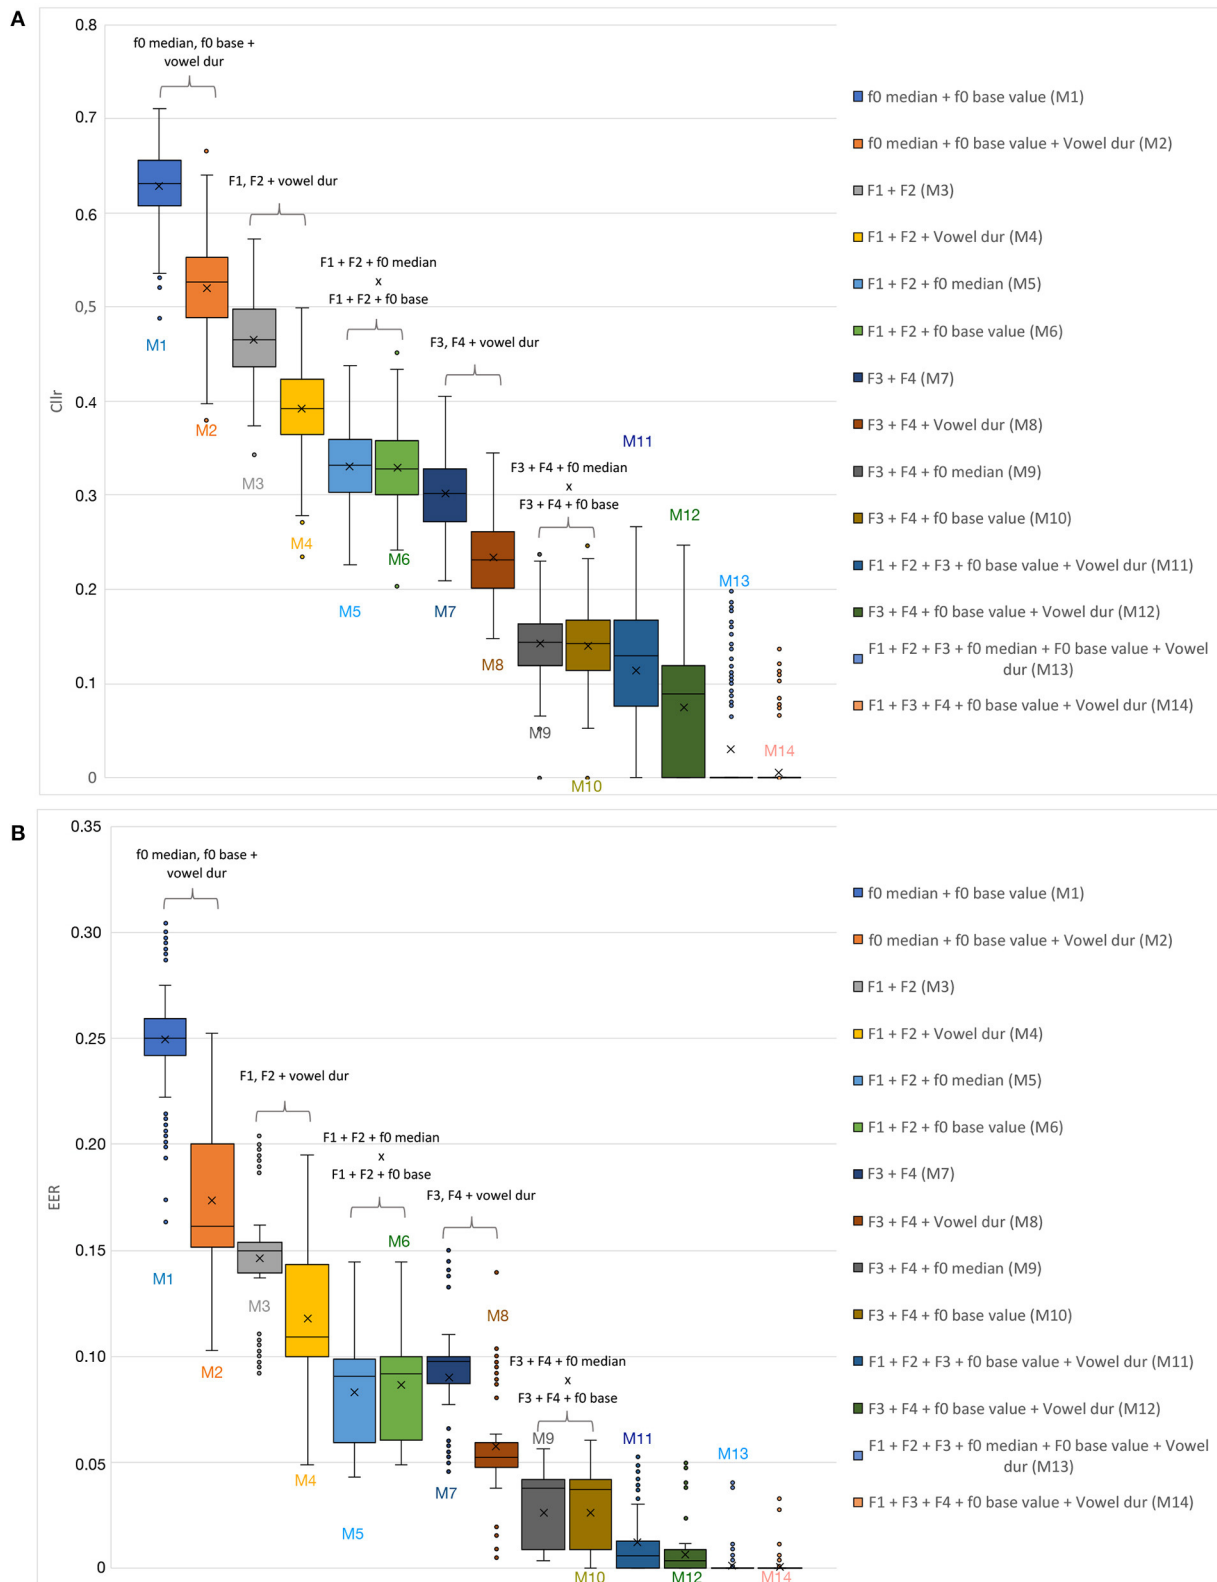 A
0.8
0.7
0.6
0,5
0.4
0.3
0.2
0.1
0
Cllr
f0 median, f0 base +
vowel dur
F1, F2 + vowel dur
F1 + F2 + f0 median
x
F1 + F2 + f0 base
F3, F4 + vowel dur
F3 + F4 + f0 median
x
F3 + F4 + f0 base
M1
M2
M3
M4
M5
M6
M7
M8
M9
M10
M11
M12
M13
M14
f0 median + f0 base value (M1)
f0 median + f0 base value + Vowel dur (M2)
F1 + F2 (M3)
F1 + F2 + Vowel dur (M4)
F1 + F2 + f0 median (M5)
F1 + F2 + f0 base value (M6)
F3 + F4 (M7)
F3 + F4 + Vowel dur (M8)
F3 + F4 + f0 median (M9)
F3 + F4 + f0 base value (M10)
F1 + F2 + F3 + f0 base value + Vowel dur (M11)
F3 + F4 + f0 base value + Vowel dur (M12)
F1 + F2 + F3 + f0 median + F0 base value + Vowel
dur (M13)
F1 + F3 + F4 + f0 base value + Vowel dur (M14)
B
0.35
0.30
0.25
0.20
0.15
0.10
0.05
0
EER
f0 median, f0 base +
vowel dur
F1, F2 + vowel dur
F1 + F2 + f0 median
x
F1 + F2 + f0 base
F3, F4 + vowel dur
F3 + F4 + f0 median
x
F3 + F4 + f0 base
M1
M2
M3
M4
M5
M6
M7
M8
M9
M10
M11
M12
M13
M14
f0 median + f0 base value (M1)
f0 median + f0 base value + Vowel dur (M2)
F1 + F2 (M3)
F1 + F2 + Vowel dur (M4)
F1 + F2 + f0 median (M5)
F1 + F2 + f0 base value (M6)
F3 + F4 (M7)
F3 + F4 + Vowel dur (M8)
F3 + F4 + f0 median (M9)
F3 + F4 + f0 base value (M10)
F1 + F2 + F3 + f0 base value + Vowel dur (M11)
F3 + F4 + f0 base value + Vowel dur (M12)
F1 + F2 + F3 + f0 median + F0 base value + Vowel
dur (M13)
F1 + F3 + F4 + f0 base value + Vowel dur (M14)